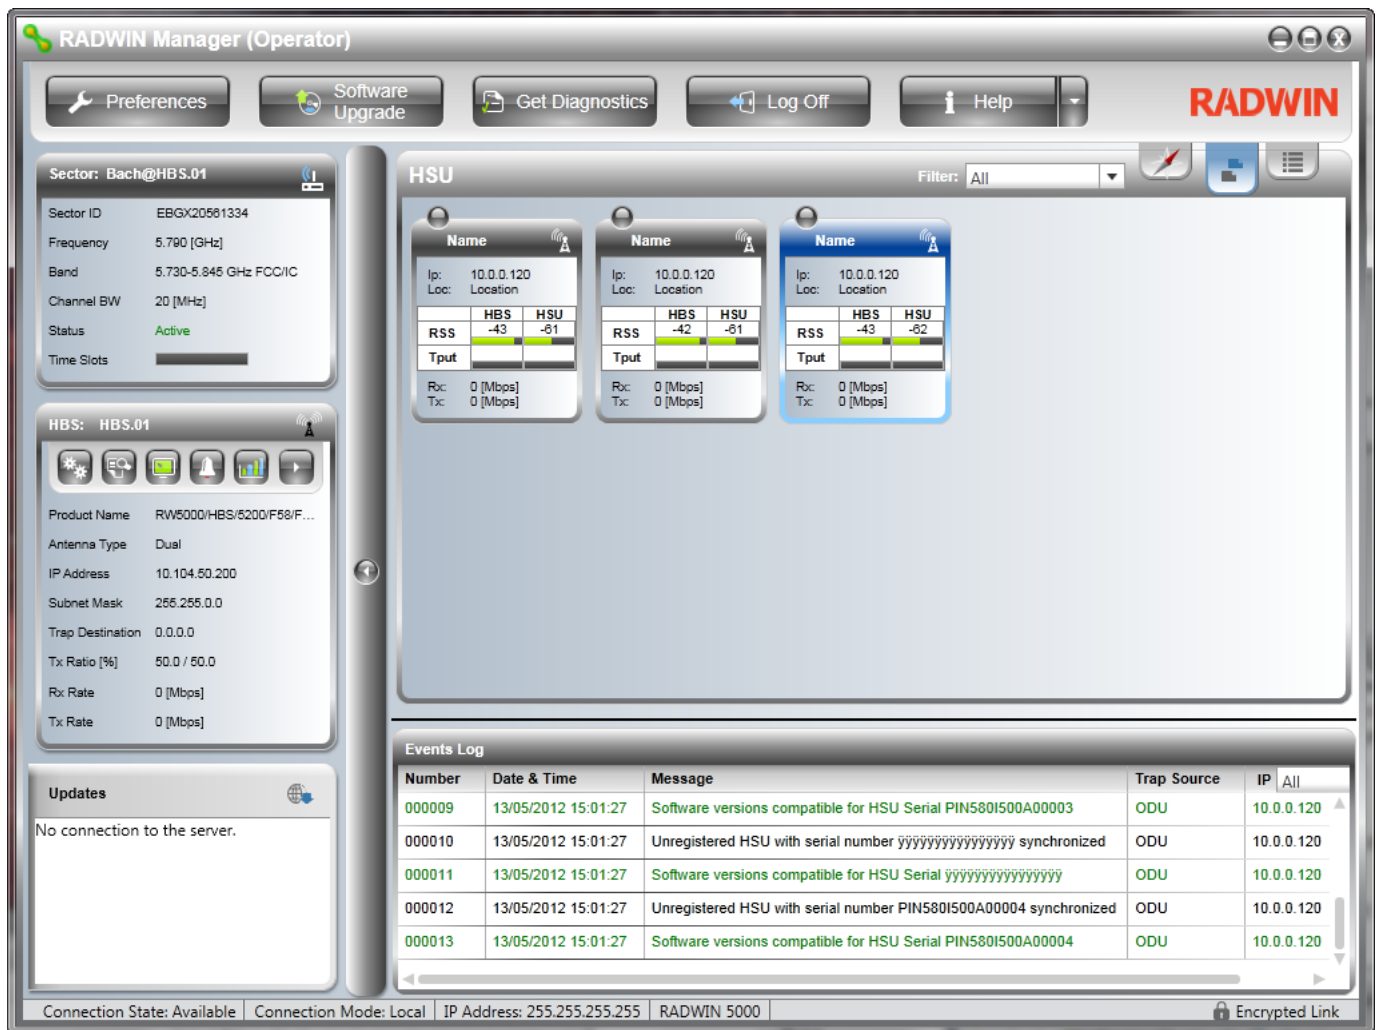 RADWIN Manager (Operator)
Preferences
Software
Upgrade
Get Diagnostics
Log Off
Help
RADWIN
Sector: Bach@HBS.01
Sector ID EBGX20561334
Frequency 5.790 [GHz]
Band 5.730-5.845 GHz FCC/IC
Channel BW 20 [MHz]
Status Active
Time Slots
HBS: HBS.01
Product Name RW5000/HBS/5200/F58/F...
Antenna Type Dual
IP Address 10.104.50.200
Subnet Mask 255.255.0.0
Trap Destination 0.0.0.0
Tx Ratio [%] 50.0 / 50.0
Rx Rate 0 [Mbps]
Tx Rate 0 [Mbps]
Updates
No connection to the server.
HSU
Filter: All
Name
Ip: 10.0.0.120
Loc: Location
HBS HSU
RSS -43 -61
Tput
Rx: 0 [Mbps]
Tx: 0 [Mbps]
Name
Ip: 10.0.0.120
Loc: Location
HBS HSU
RSS -42 -61
Tput
Rx: 0 [Mbps]
Tx: 0 [Mbps]
Name
Ip: 10.0.0.120
Loc: Location
HBS HSU
RSS -43 -62
Tput
Rx: 0 [Mbps]
Tx: 0 [Mbps]
Events Log
Number Date & Time Message Trap Source IP All
000009 13/05/2012 15:01:27 Software versions compatible for HSU Serial PIN580I500A00003 ODU 10.0.0.120
000010 13/05/2012 15:01:27 Unregistered HSU with serial number ÿÿÿÿÿÿÿÿÿÿÿÿÿÿÿÿ synchronized ODU 10.0.0.120
000011 13/05/2012 15:01:27 Software versions compatible for HSU Serial ÿÿÿÿÿÿÿÿÿÿÿÿÿÿÿÿ ODU 10.0.0.120
000012 13/05/2012 15:01:27 Unregistered HSU with serial number PIN580I500A00004 synchronized ODU 10.0.0.120
000013 13/05/2012 15:01:27 Software versions compatible for HSU Serial PIN580I500A00004 ODU 10.0.0.120
Connection State: Available Connection Mode: Local IP Address: 255.255.255.255 RADWIN 5000 Encrypted Link